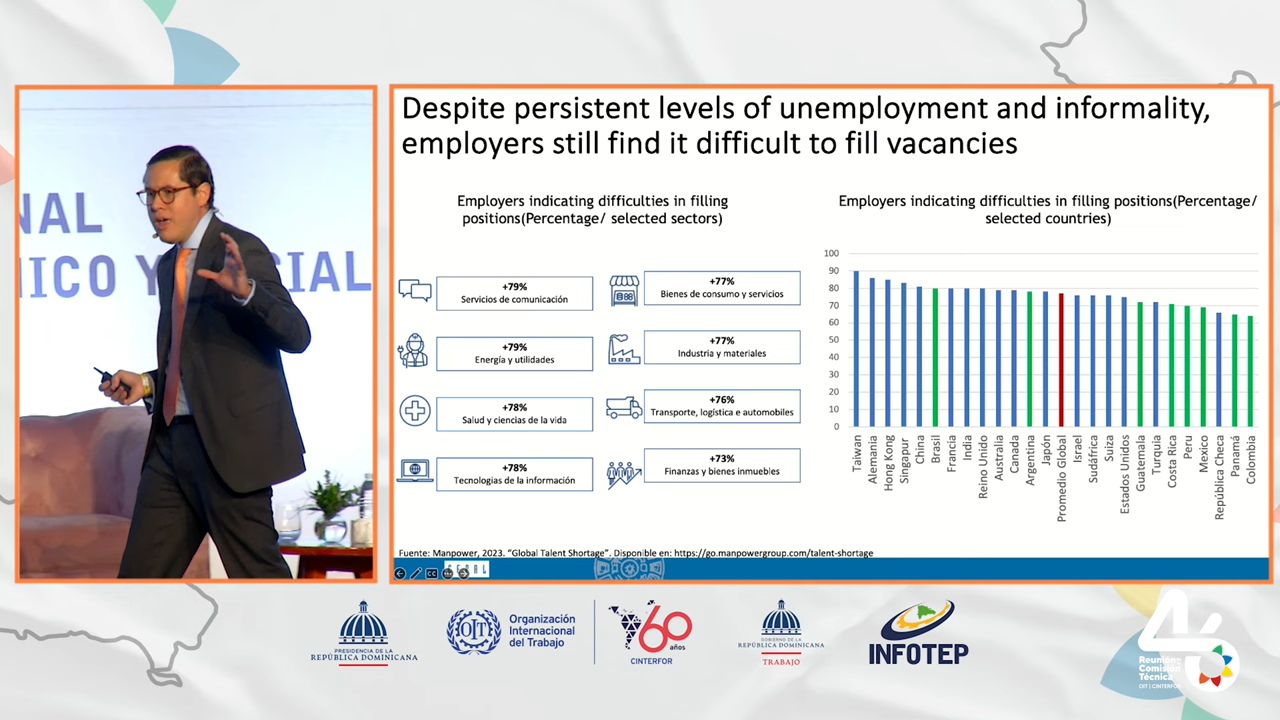 NAL
NICO Y
CIAL
Despite persistent levels of unemployment and informality,
employers still find it difficult to fill vacancies
Employers indicating difficulties in filling
positions(Percentage/ selected sectors)
+79%
Servicios de comunicación
+77%
Bienes de consumo y servicios
+79%
Energía y utilidades
+77%
Industria y materiales
+78%
Salud y ciencias de la vida
+76%
Transporte, logística e automobiles
+78%
Tecnologías de la información
+73%
Finanzas y bienes inmuebles
Employers indicating difficulties in filling positions(Percentage/
selected countries)
100
90
80
70
60
50
40
30
20
10
0
Taiwan
Alemania
Hong Kong
Singapur
China
Brasil
Francia
India
Reino Unido
Australia
Canada
Argentina
Japón
Promedio Global
Israel
Sudáfrica
Suiza
Estados Unidos
Guatemala
Turquia
Costa Rica
Peru
Mexico
República Checa
Panamá
Colombia
Fuente: Manpower, 2023. “Global Talent Shortage”. Disponible en: https://go.manpowergroup.com/talent-shortage
CC
PRESIDENCIA DE LA
REPÚBLICA DOMINICANA
OIT
Organización
Internacional
del Trabajo
60
años
CINTERFOR
GOBIERNO DE LA
REPÚBLICA DOMINICANA
TRABAJO
INFOTEP
46
Reunión
Comisión
Técnica
OIT | CINTERFOR